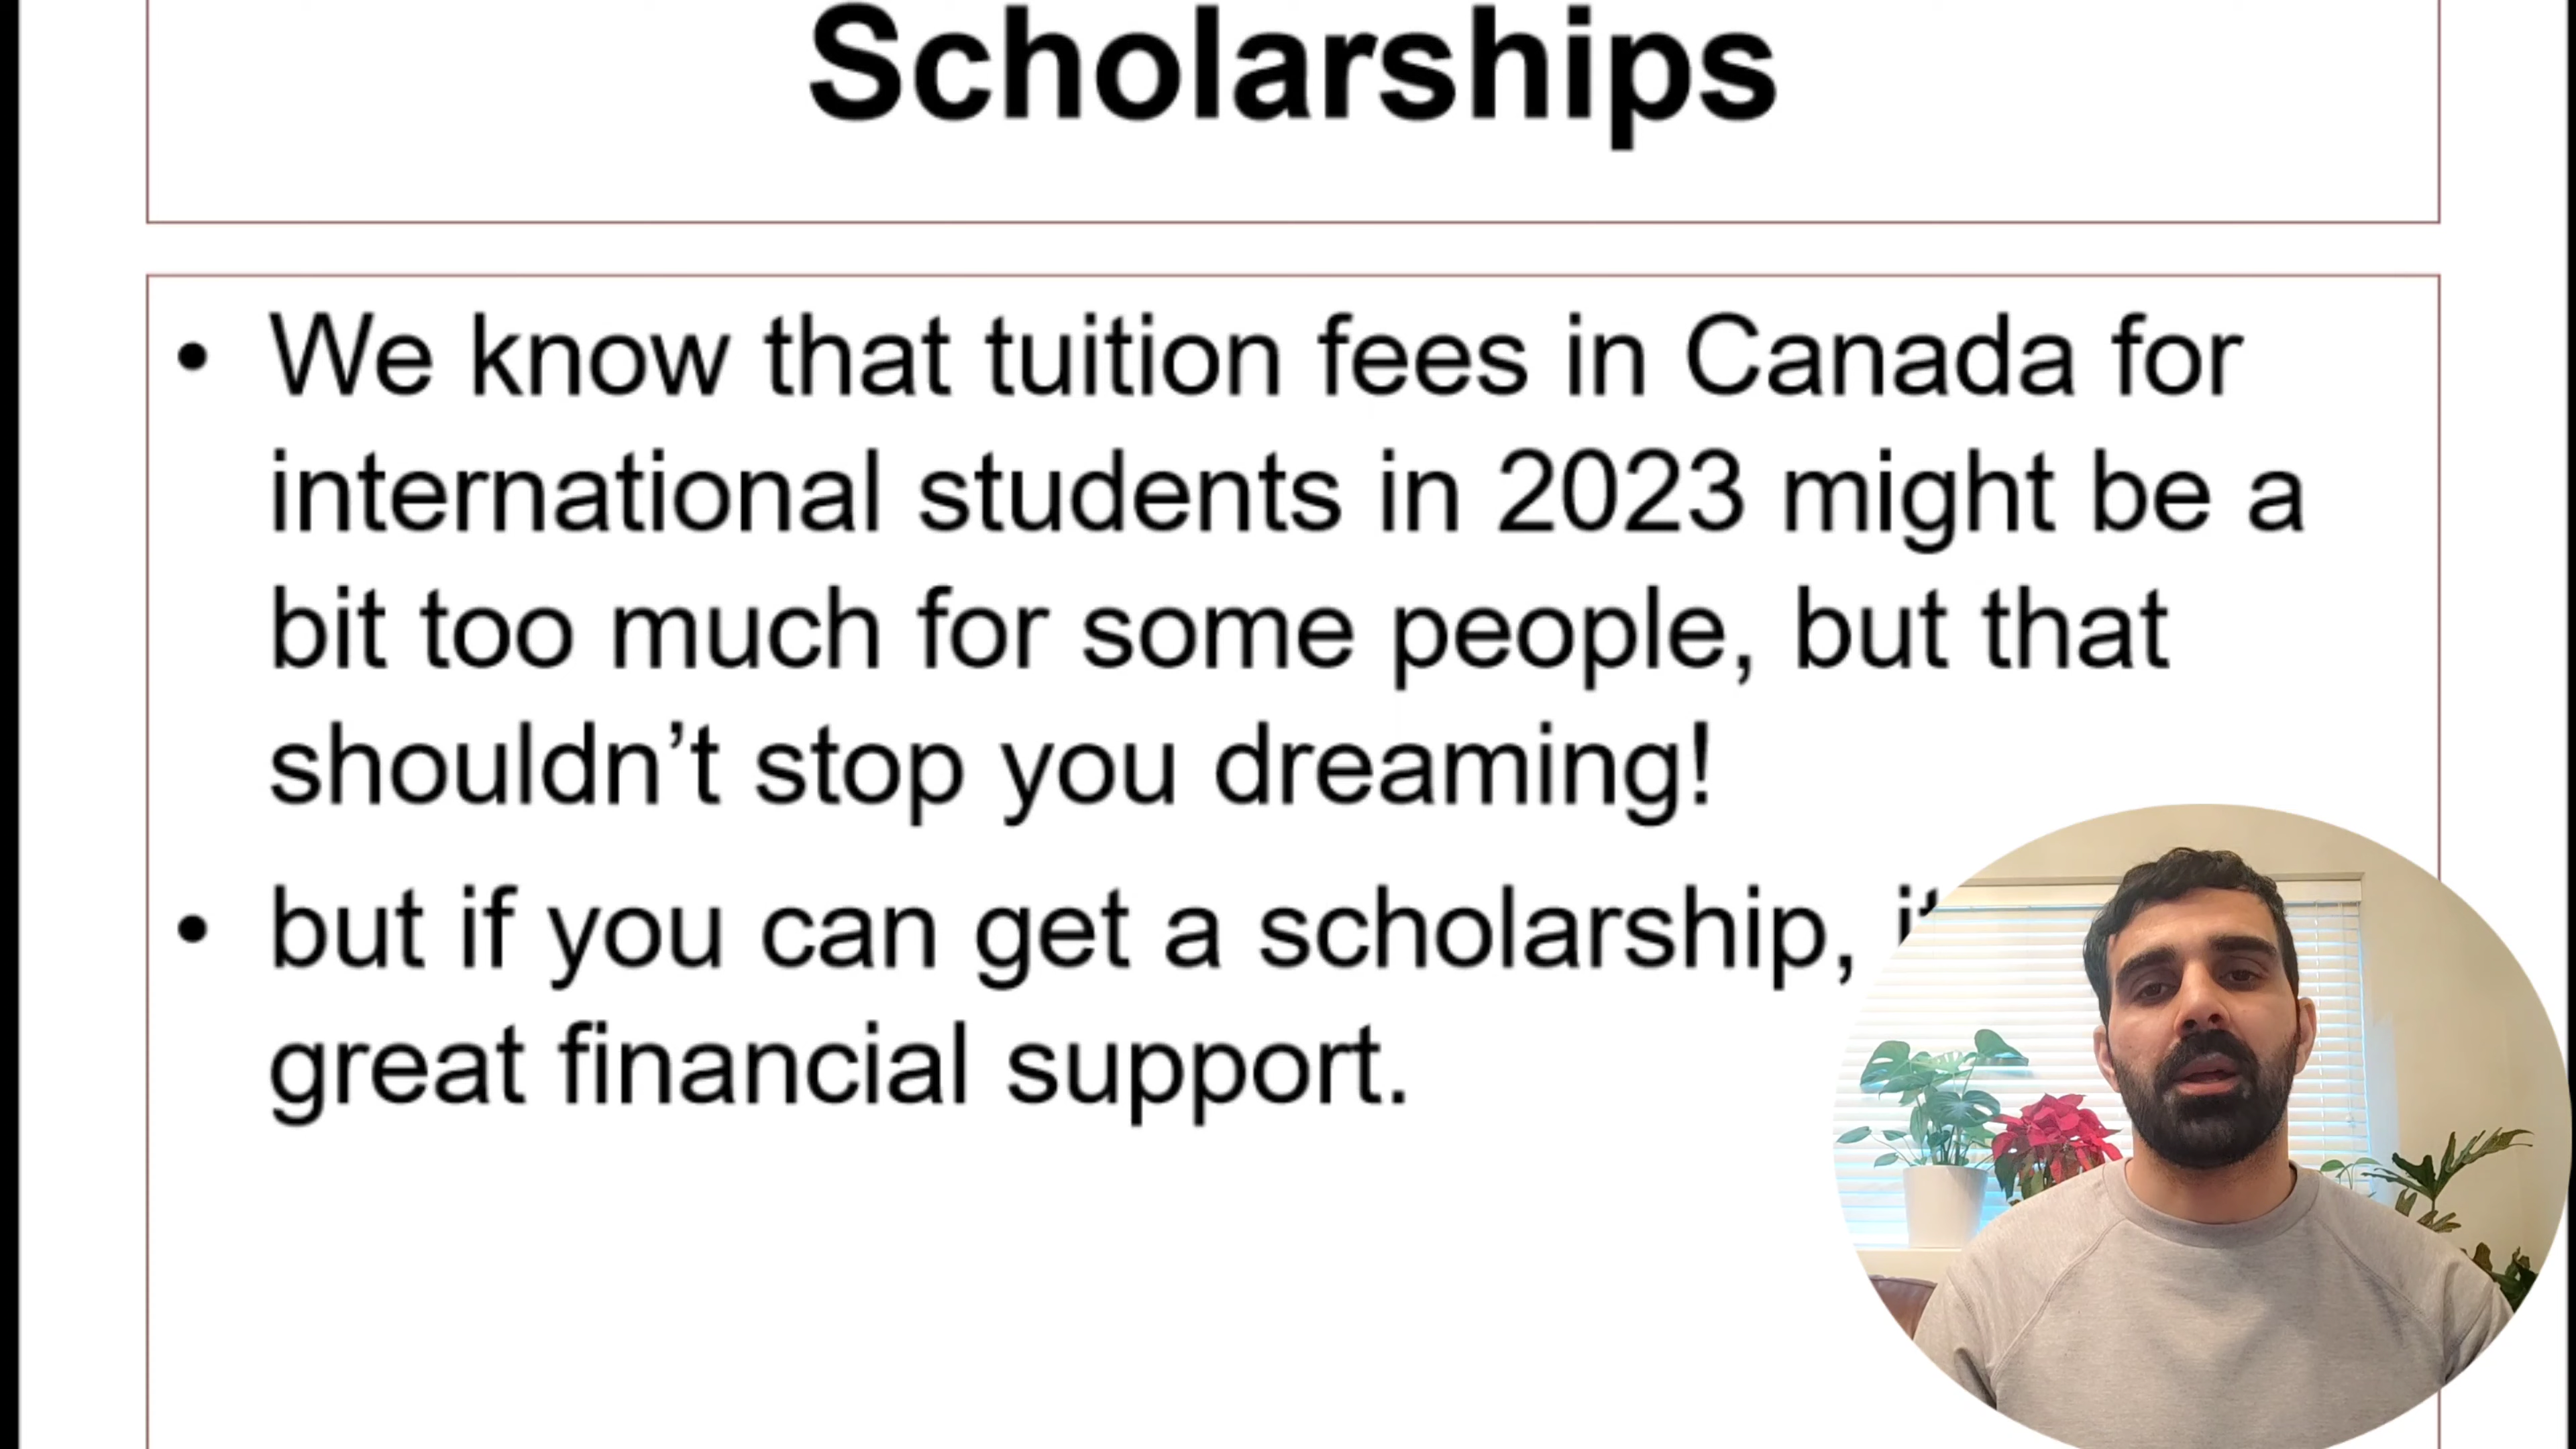 Scholarships
• We know that tuition fees in Canada for
international students in 2023 might be a
bit too much for some people, but that
shouldn’t stop you dreaming!
• but if you can get a scholarship,
great financial support.